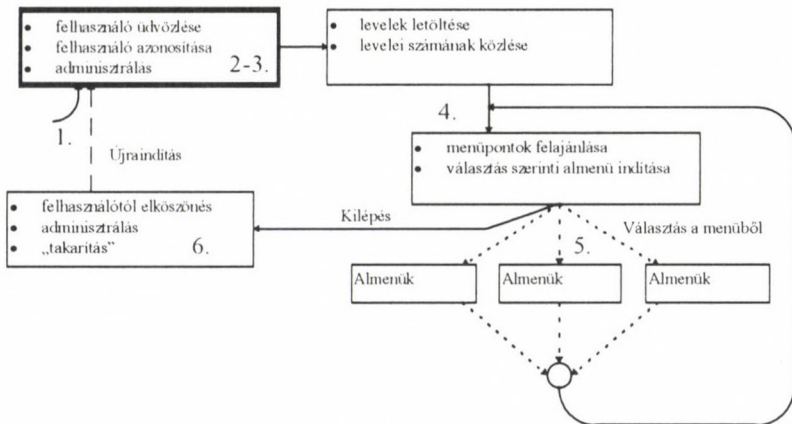 • felhasználó üdvözlése
• felhasználó azonosítása
• adminisztrálás 2-3.
• levelek letöltése
• levelei számának közlése
1.
4.
Újraindítás
• menüpontok felajánlása
• választás szerinti almenü indítása
• felhasználótól elköszönés
• adminisztrálás
• „takarítás” 6.
Kilépés
Választás a menüből
5.
Almenük
Almenük
Almenük